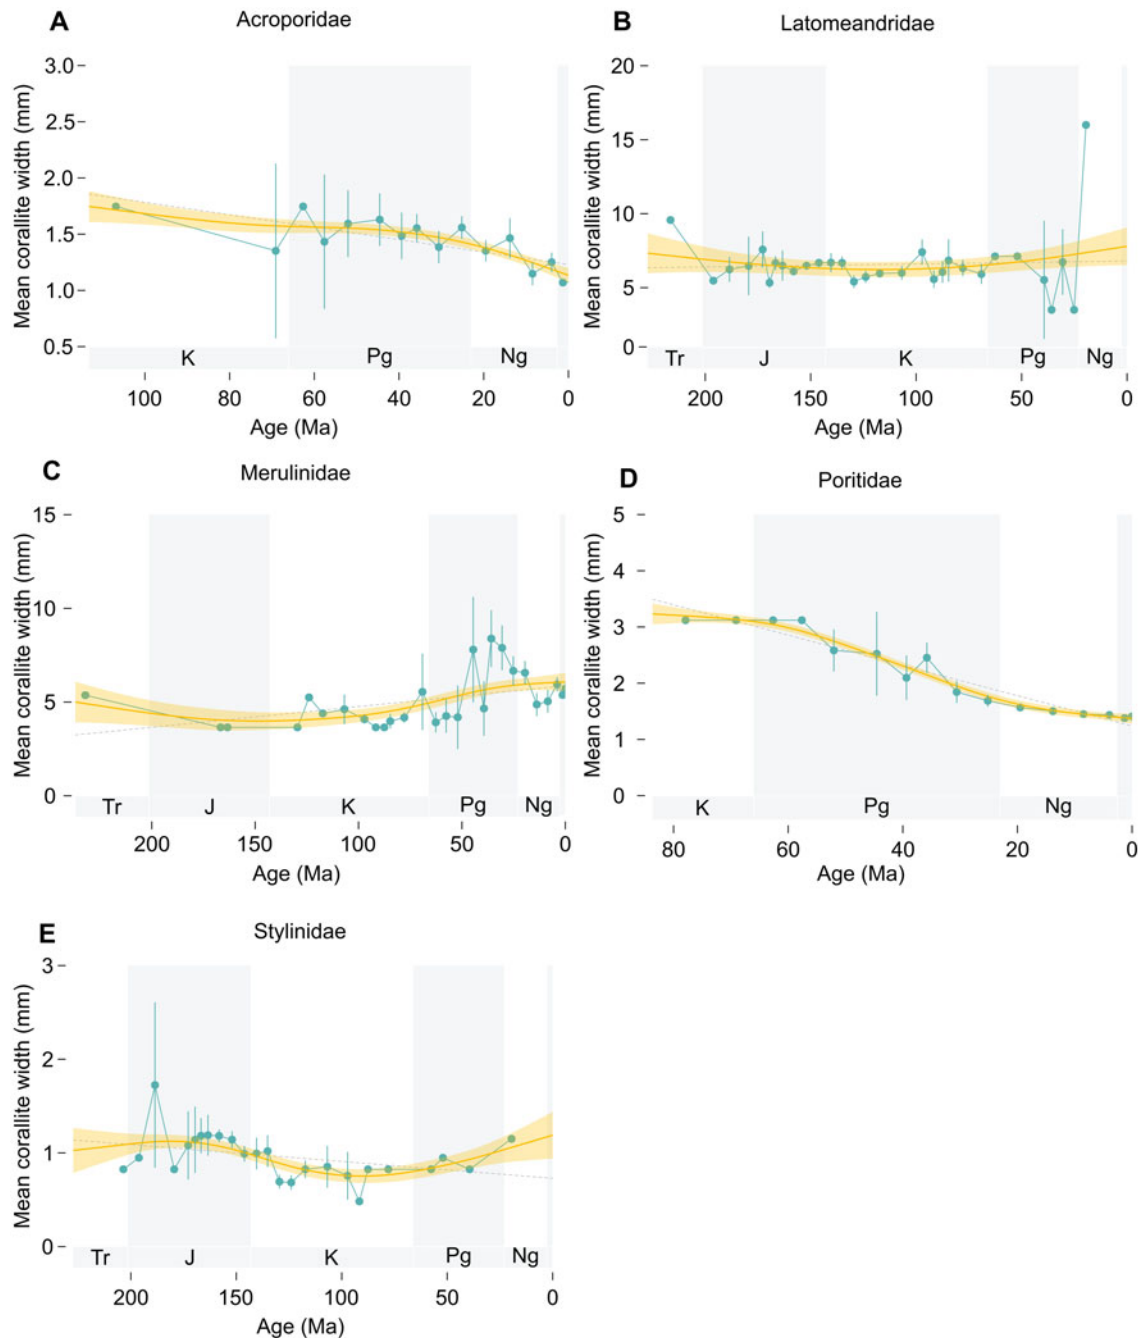 A
Acroporidae
Mean corallite width (mm)
3.0
2.5
2.0
1.5
1.0
0.5
K Pg Ng
100 80 60 40 20 0
Age (Ma)
B
Latomeandridae
Mean corallite width (mm)
20
15
10
5
0
Tr J K Pg Ng
200 150 100 50 0
Age (Ma)
C
Merulinidae
Mean corallite width (mm)
15
10
5
0
Tr J K Pg Ng
200 150 100 50 0
Age (Ma)
D
Poritidae
Mean corallite width (mm)
5
4
3
2
1
0
K Pg Ng
80 60 40 20 0
Age (Ma)
E
Stylinidae
Mean corallite width (mm)
3
2
1
0
Tr J K Pg Ng
200 150 100 50 0
Age (Ma)